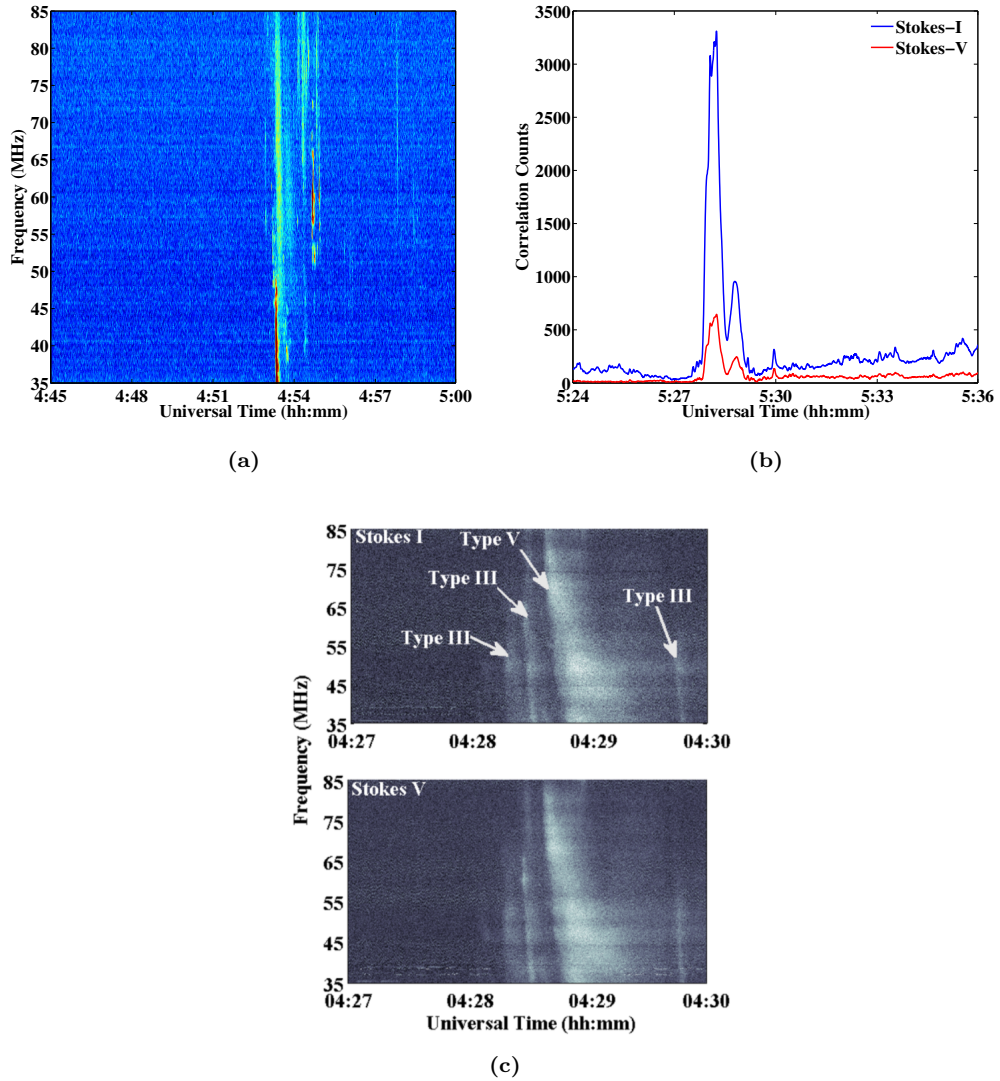 85
80
75
70
65
60
55
50
45
40
35
Frequency (MHz)
4:45 4:48 4:51 4:54 4:57 5:00
Universal Time (hh:mm)
(a)
3500
3000
2500
2000
1500
1000
500
0
Correlation Counts
Stokes-I
Stokes-V
5:24 5:27 5:30 5:33 5:36
Universal Time (hh:mm)
(b)
Frequency (MHz)
85
75
65
55
45
35
Stokes I
Type V
Type III
Type III
Type III
04:27 04:28 04:29 04:30
85
75
65
55
45
35
Stokes V
04:27 04:28 04:29 04:30
Universal Time (hh:mm)
(c)